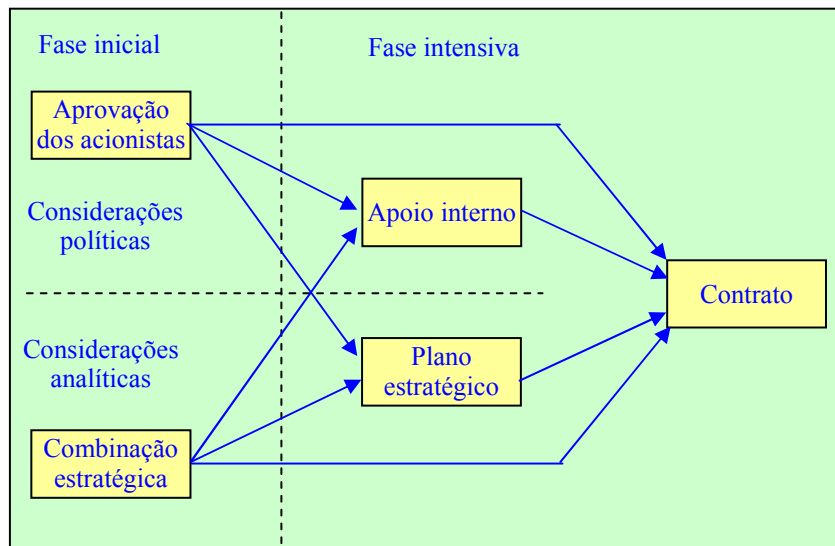 Fase inicial
Fase intensiva
Aprovação
dos acionistas
Considerações
políticas
Apoio interno
Contrato
Considerações
analíticas
Plano
estratégico
Combinação
estratégica